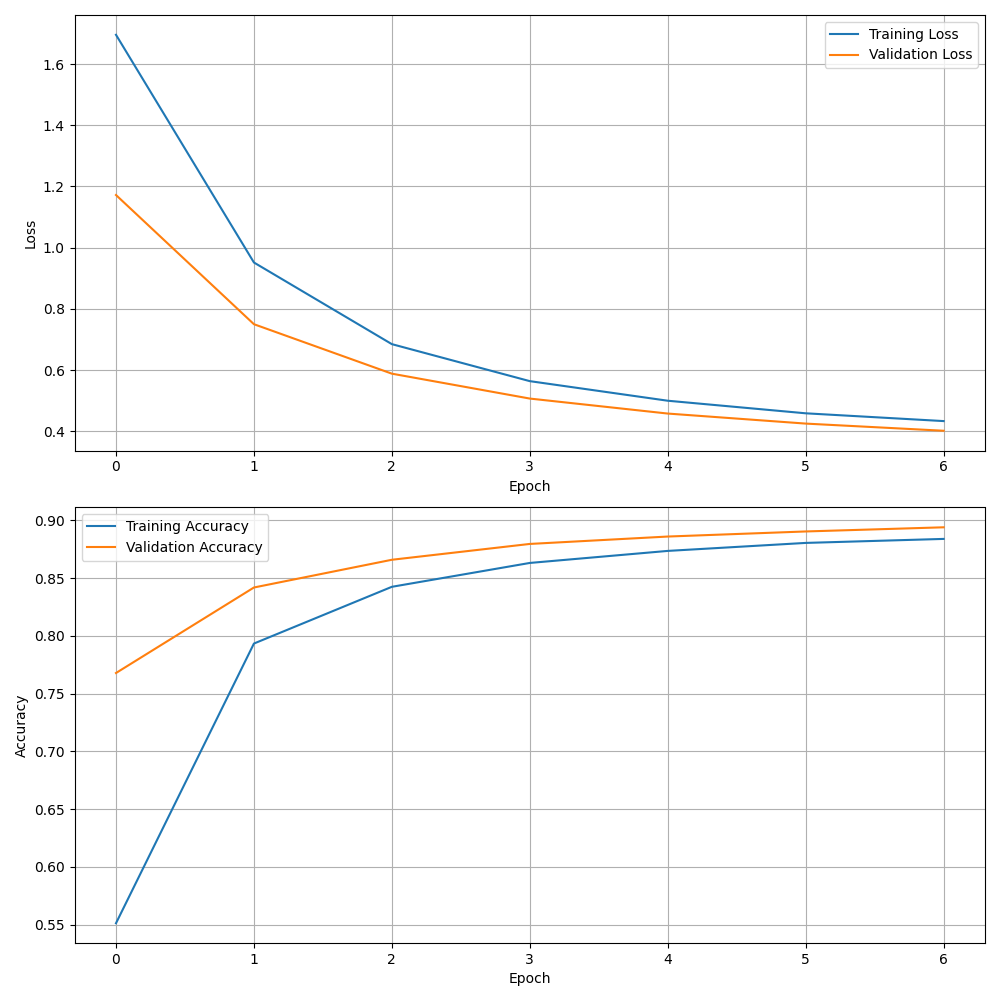 Training Loss
Validation Loss
1.6
1.4
1.2
1.0
0.8
0.6
0.4
Loss
0 1 2 3 4 5 6
Epoch
Training Accuracy
Validation Accuracy
0.90
0.85
0.80
0.75
0.70
0.65
0.60
0.55
Accuracy
0 1 2 3 4 5 6
Epoch